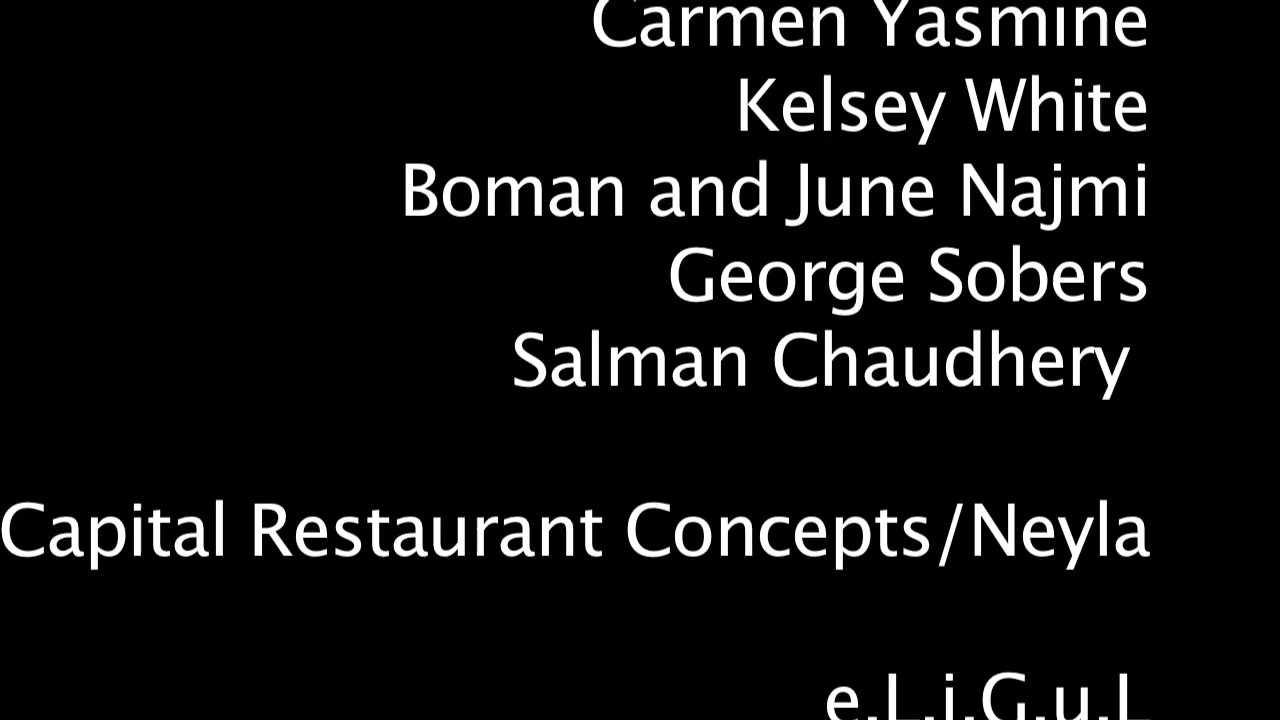 Carmen Yasmine
Kelsey White
Boman and June Najmi
George Sobers
Salman Chaudhery
Capital Restaurant Concepts/Neyla
e.L.i.G.u.L